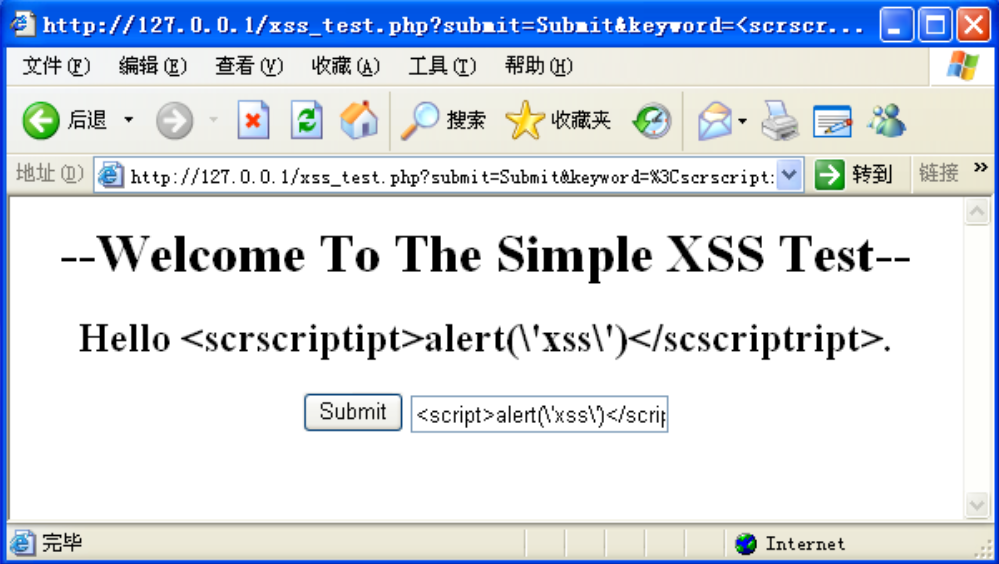 http://127.0.0.1/xss_test.php?submit=Submit&keyword=<scrscr...
文件(F) 编辑(E) 查看(V) 收藏(A) 工具(T) 帮助(H)
后退 搜索 收藏夹
地址(D) http://127.0.0.1/xss_test.php?submit=Submit&keyword=%3Cscrscript: 转到 链接 »
--Welcome To The Simple XSS Test--
Hello <scrscriptipt>alert(\'xss\')</scscriptript>.
Submit <script>alert(\'xss\')</scrip
完毕 Internet